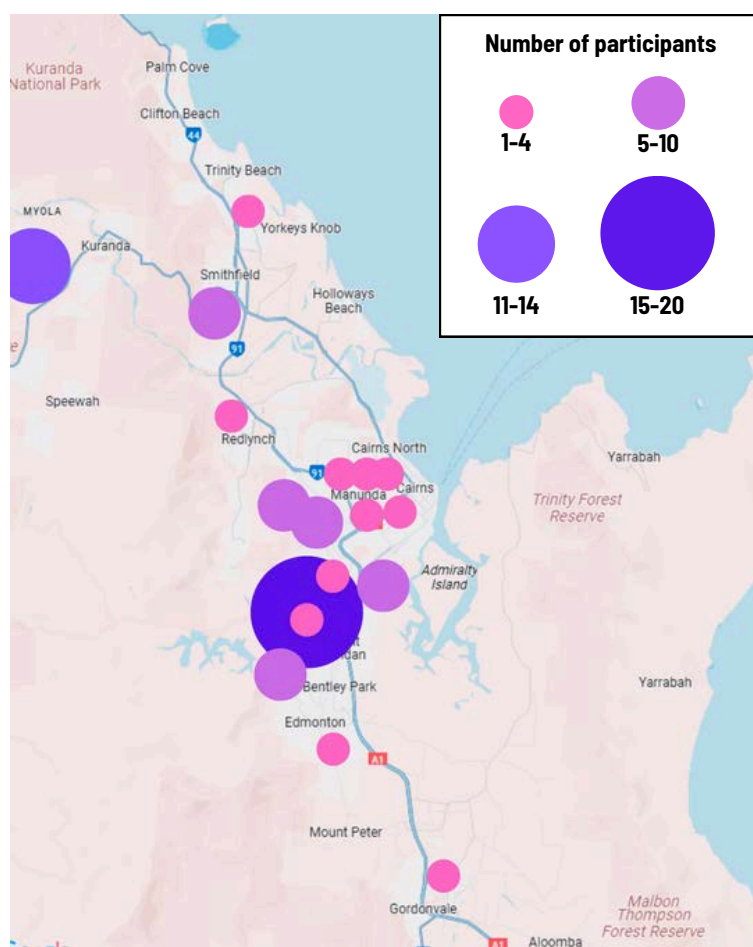 Number of participants
1-4
5-10
11-14
15-20
Kuranda
National Park
Palm Cove
Clifton Beach
44
Trinity Beach
MYOLA
Yorkeys Knob
Kuranda
Smithfield
Holloways
Beach
91
Speewah
Redlynch
Cairns North
91
Manunda
Cairns
Yarrabah
Trinity Forest
Reserve
Admiralty
Island
Bentley Park
Yarrabah
Edmonton
A1
Mount Peter
Gordonvale
Malbon
Thompson
Forest Reserve
A1
Aloomba